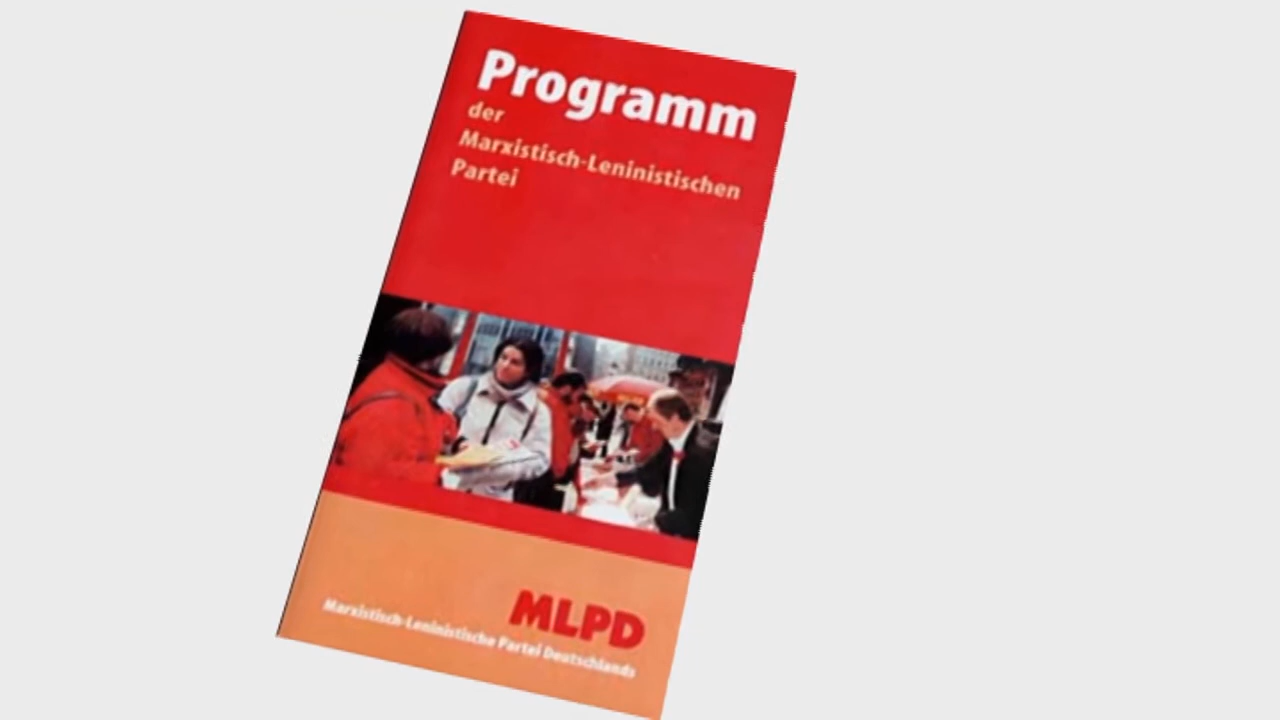 Programm
der
Marxistisch-Leninistischen
Partei
MLPD
Marxistisch-Leninistische Partei Deutschlands